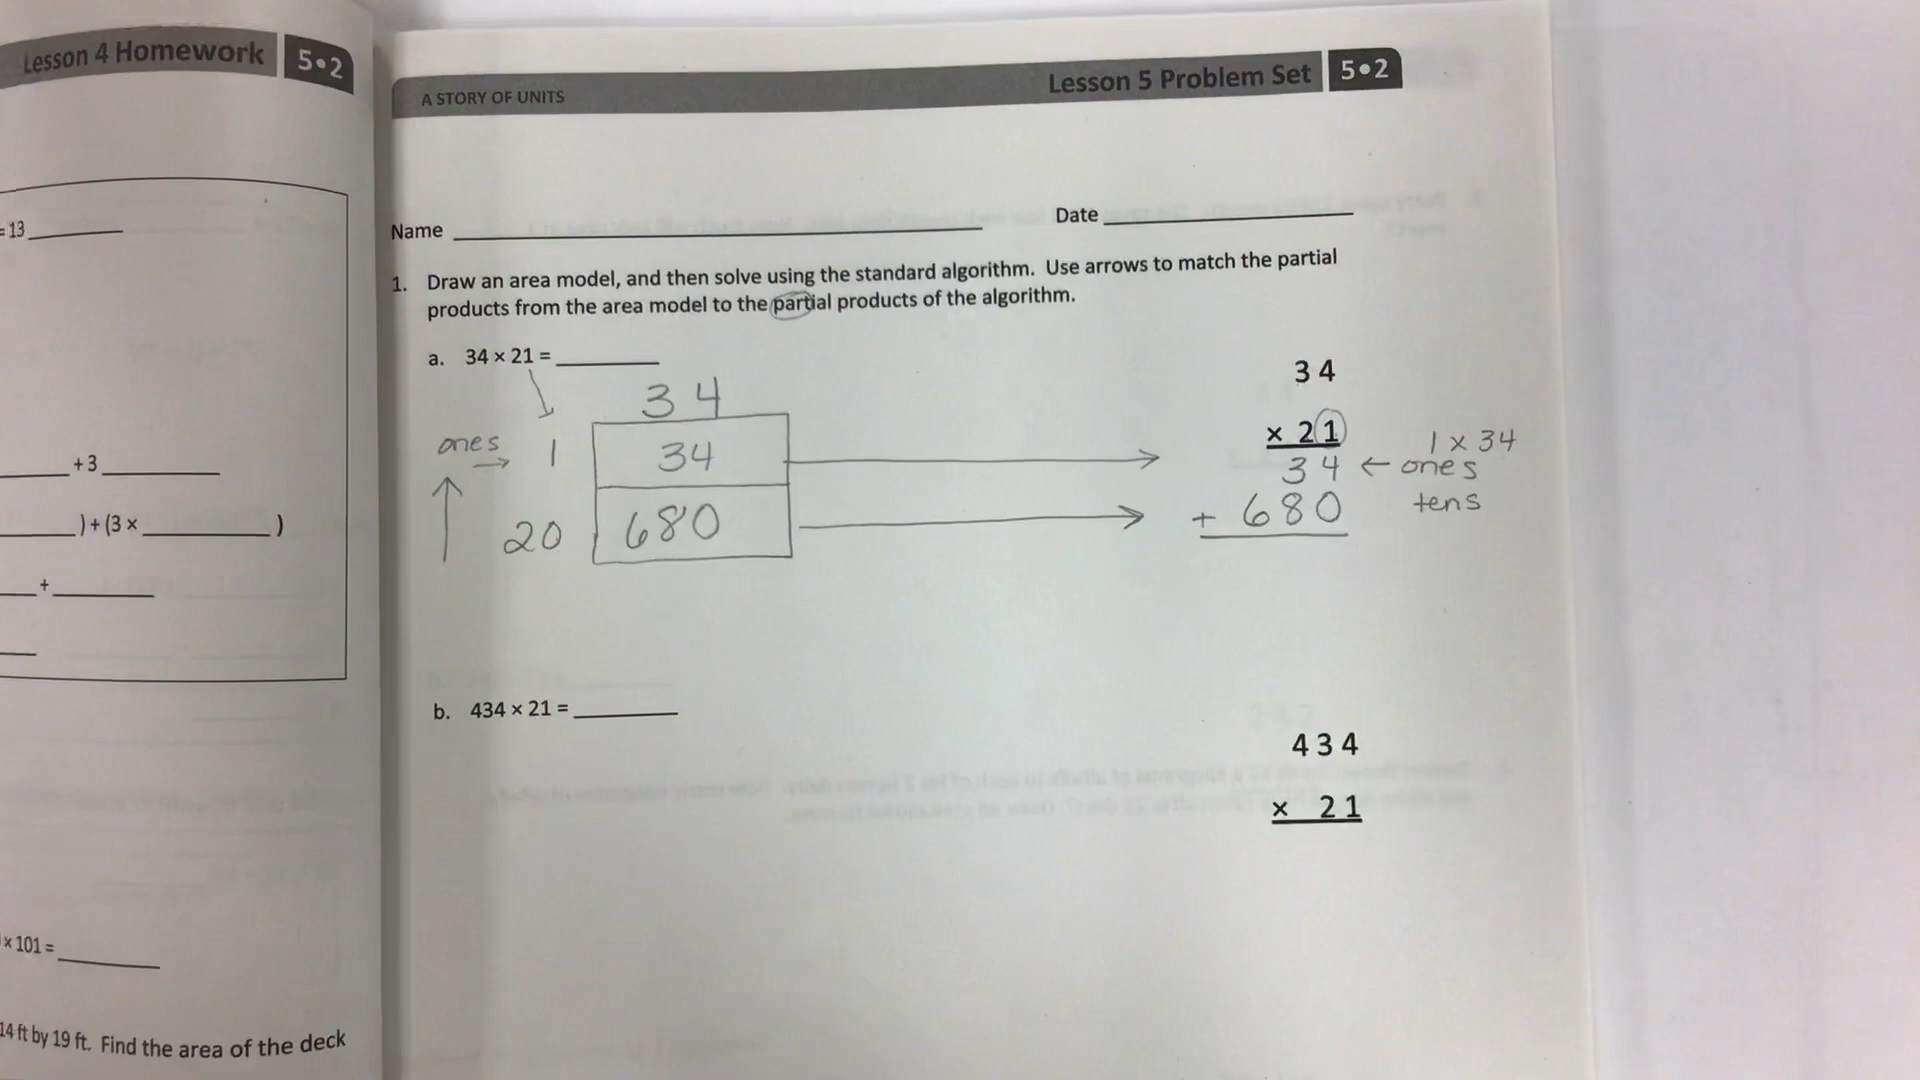 Lesson 4 Homework 5•2
=13
+3
) + (3 ×        )
+
× 101 =
14 ft by 19 ft. Find the area of the deck
A STORY OF UNITS
Lesson 5 Problem Set 5•2
Name
Date
1. Draw an area model, and then solve using the standard algorithm. Use arrows to match the partial
products from the area model to the partial products of the algorithm.
a. 34 × 21 =
34
ones → 1 34
20 680
34
× 21
1 × 34
34 ← ones
+ 680 tens
b. 434 × 21 =
434
× 21